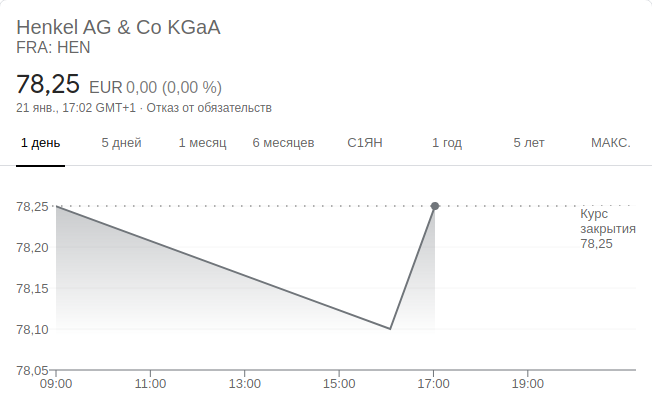 Henkel AG & Co KGaA
FRA: HEN
78,25 EUR 0,00 (0,00 %)
21 янв., 17:02 GMT+1 · Отказ от обязательств
1 день 5 дней 1 месяц 6 месяцев С1ЯН 1 год 5 лет МАКС.
78,25
Курс
закрытия
78,25
78,20
78,15
78,10
78,05
09:00 11:00 13:00 15:00 17:00 19:00